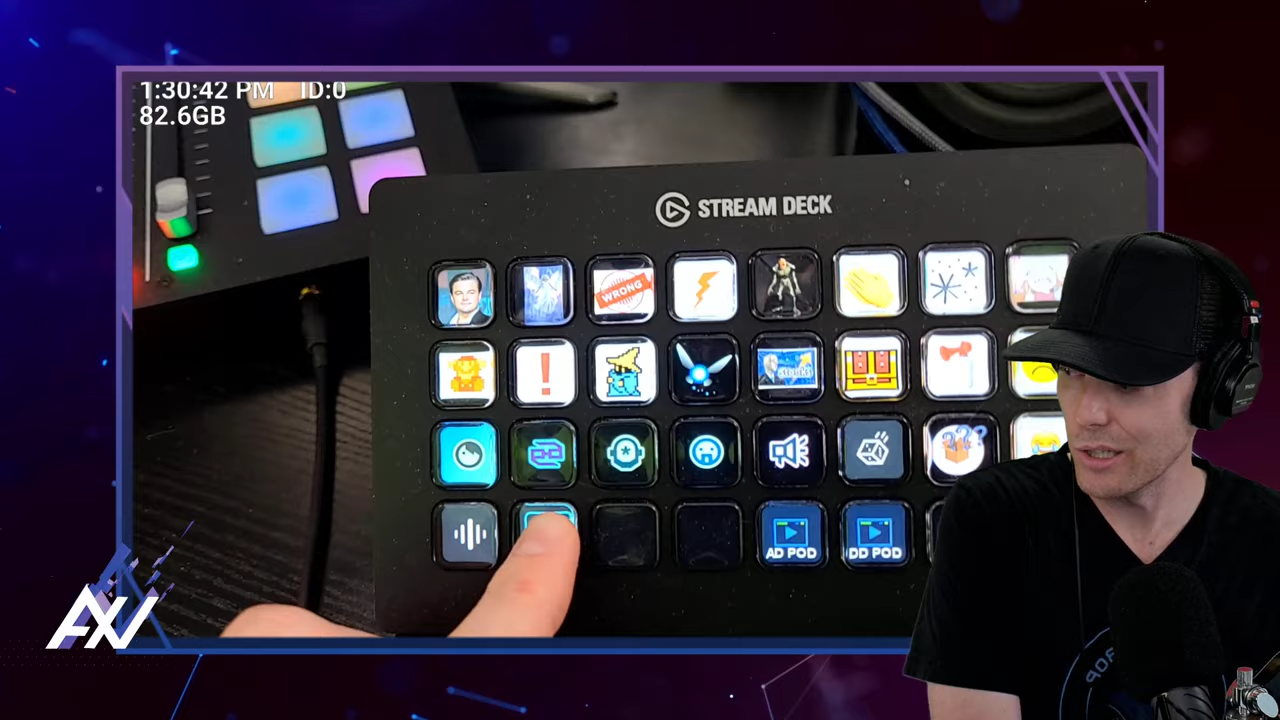 1:30:42 PM ID:0
82.6GB
STREAM DECK
WRONG
AD POD
DD POD